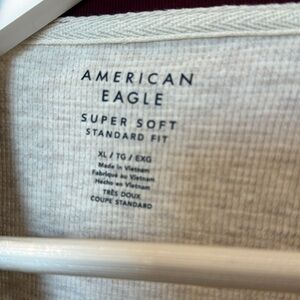 AMERICAN
EAGLE
SUPER SOFT
STANDARD FIT
XL / TG / EXG
Made in Vietnam
Fabriqué au Vietnam
Hecho en Vietnam
TRÈS DOUX
COUPE STANDARD